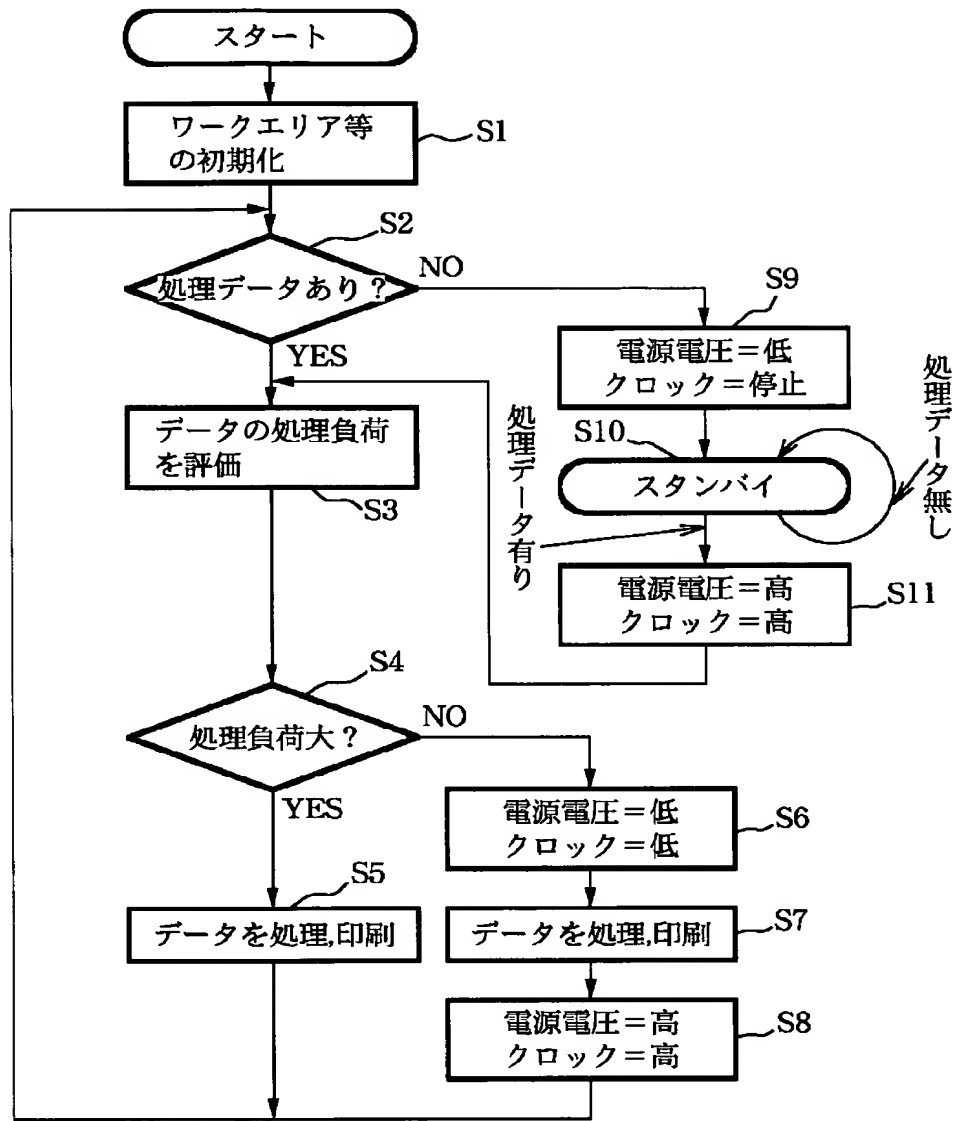 スタート
ワークエリア等
の初期化
S1
S2
処理データあり?
NO
YES
S9
電源電圧=低
クロック=停止
データの処理負荷
を評価
S3
S10
スタンバイ
処理データ無し
処理データ有り
電源電圧=高
クロック=高
S11
S4
処理負荷大?
NO
YES
電源電圧=低
クロック=低
S6
S5
データを処理,印刷
データを処理,印刷
S7
電源電圧=高
クロック=高
S8